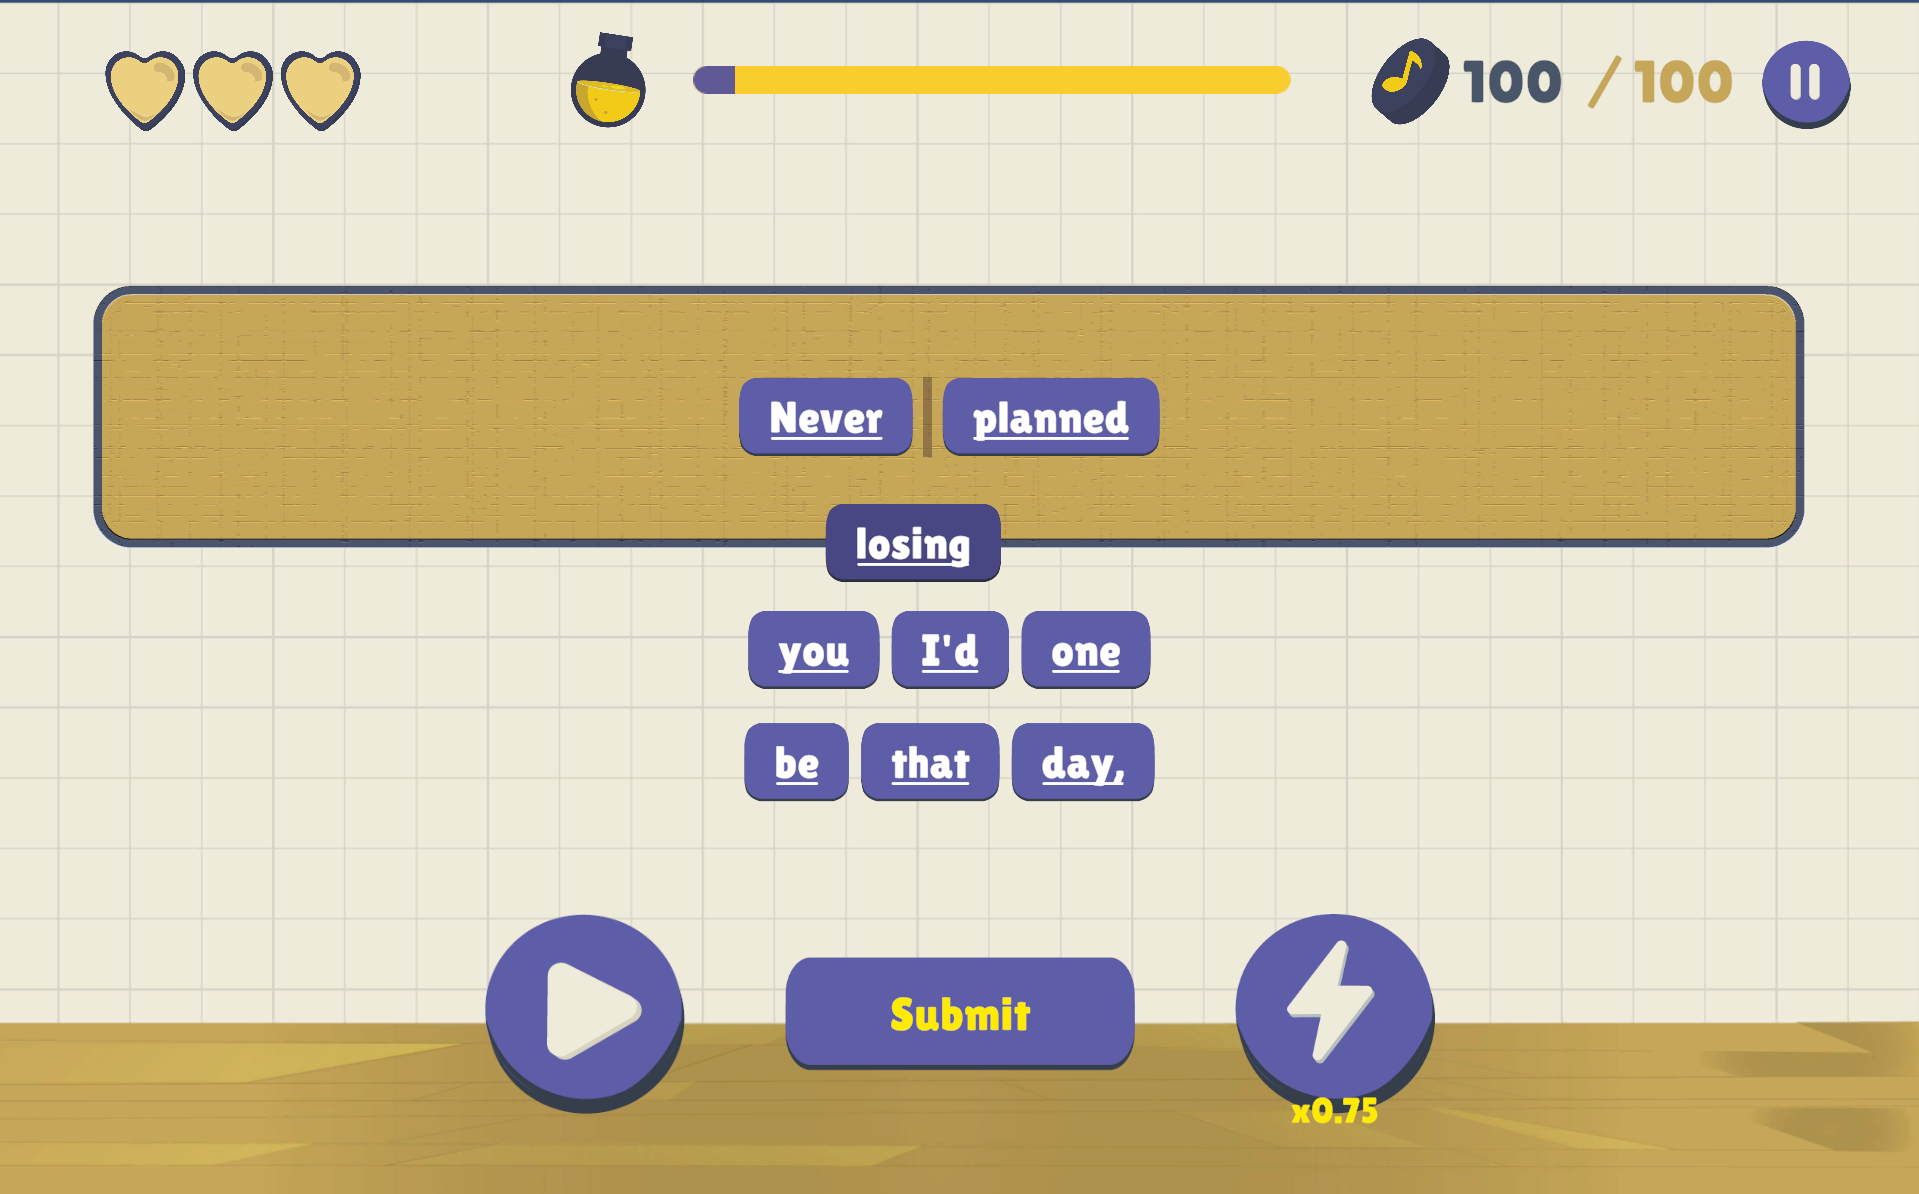 100 / 100
Never planned
losing
you I'd one
be that day,
Submit
x0.75